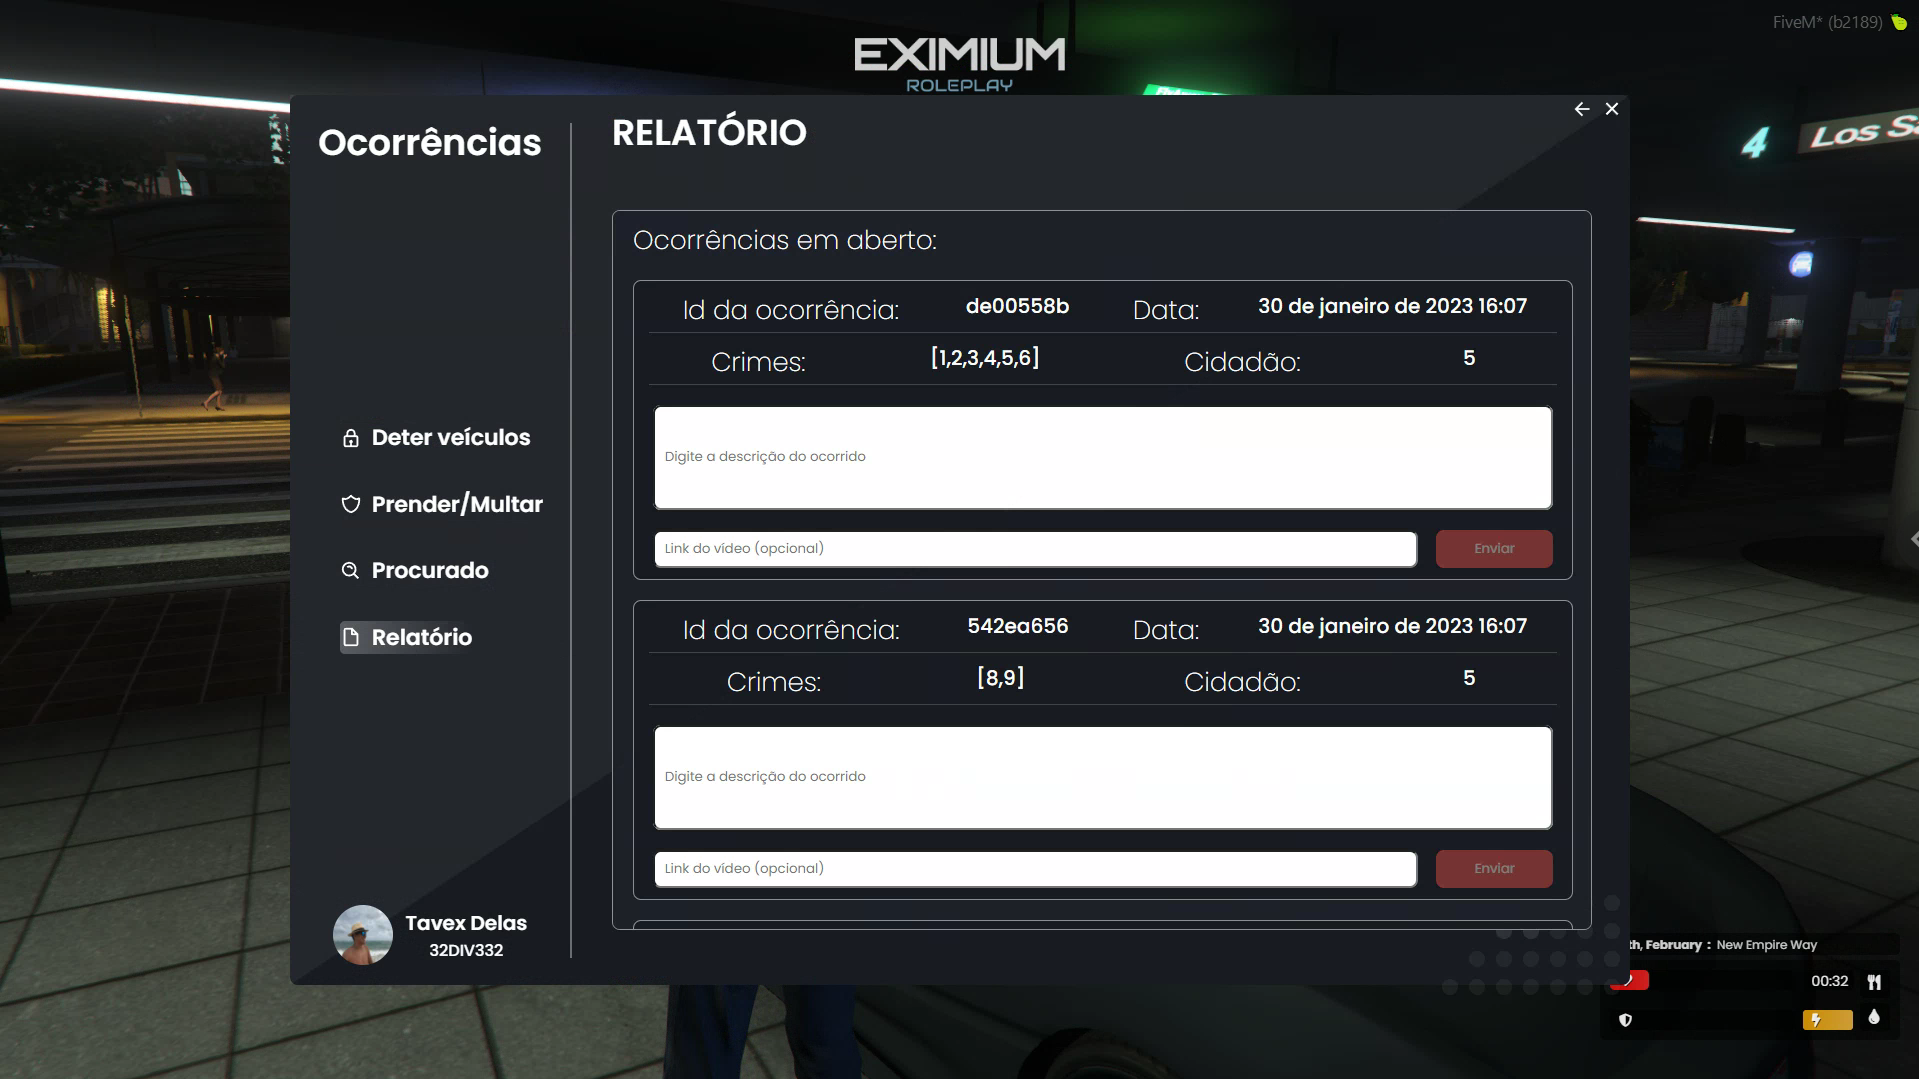 FiveM* (b2189)
EXIMIUM
ROLEPLAY
4
Ocorrências
RELATÓRIO
Ocorrências em aberto:
Id da ocorrência: de00558b Data: 30 de janeiro de 2023 16:07
Crimes: [1,2,3,4,5,6] Cidadão: 5
Digite a descrição do ocorrido
Link do vídeo (opcional) Enviar
Id da ocorrência: 542ea656 Data: 30 de janeiro de 2023 16:07
Crimes: [8,9] Cidadão: 5
Digite a descrição do ocorrido
Link do vídeo (opcional) Enviar
Deter veículos
Prender/Multar
Procurado
Relatório
Tavex Delas
32DIV332
Los Sa
th, February : New Empire Way
00:32